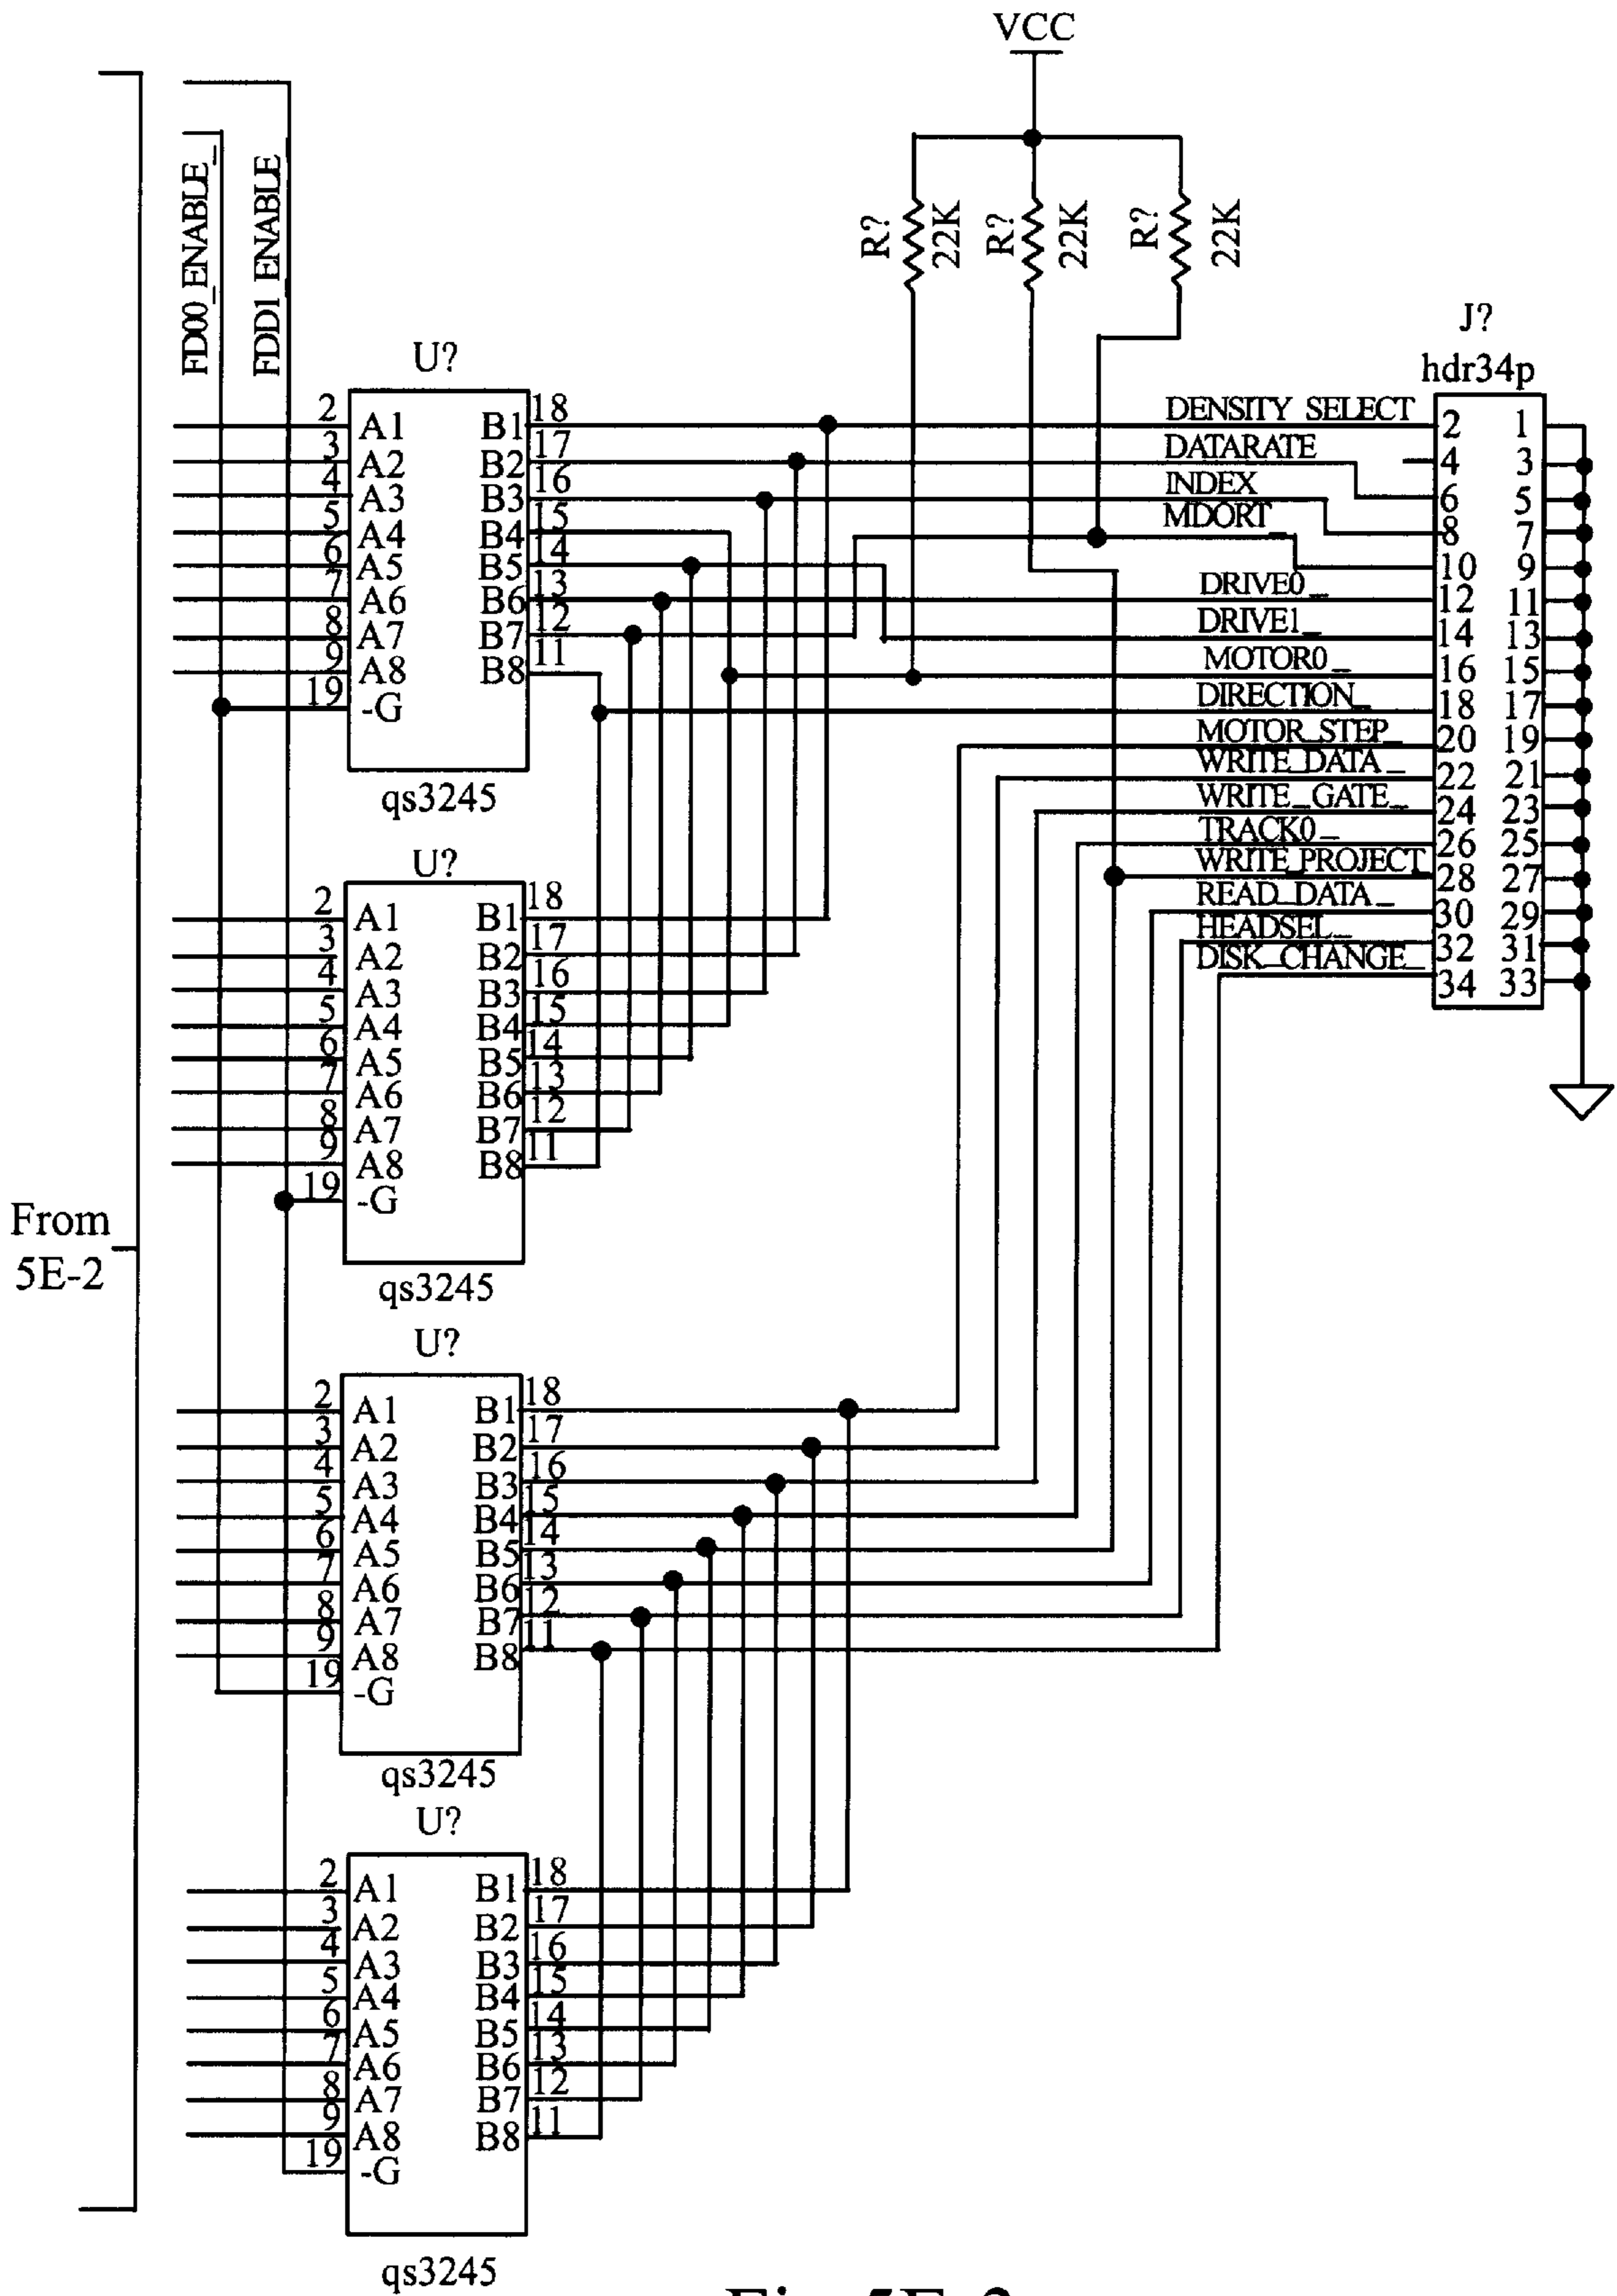 VCC
FD00_ENABLE_
FDD1_ENABLE_
R?
22K
R?
22K
R?
22K
J?
hdr34p
U?
2 A1 B1 18
3 A2 B2 17
4 A3 B3 16
5 A4 B4 15
6 A5 B5 14
7 A6 B6 13
8 A7 B7 12
9 A8 B8 11
19 -G
qs3245
DENSITY_SELECT 2 1
4 3
DATARATE 6 5
INDEX 8 7
MDORT_ 10 9
DRIVE0_ 12 11
DRIVE1_ 14 13
MOTOR0_ 16 15
DIRECTION_ 18 17
MOTOR_STEP_ 20 19
WRITE_DATA_ 22 21
WRITE_GATE_ 24 23
TRACK0_ 26 25
WRITE_PROJECT_ 28 27
READ_DATA_ 30 29
HEADSEL_ 32 31
DISK_CHANGE_ 34 33
U?
2 A1 B1 18
3 A2 B2 17
4 A3 B3 16
5 A4 B4 15
6 A5 B5 14
7 A6 B6 13
8 A7 B7 12
9 A8 B8 11
19 -G
qs3245
From
5E-2
U?
2 A1 B1 18
3 A2 B2 17
4 A3 B3 16
5 A4 B4 15
6 A5 B5 14
7 A6 B6 13
8 A7 B7 12
9 A8 B8 11
19 -G
qs3245
U?
2 A1 B1 18
3 A2 B2 17
4 A3 B3 16
5 A4 B4 15
6 A5 B5 14
7 A6 B6 13
8 A7 B7 12
9 A8 B8 11
19 -G
qs3245